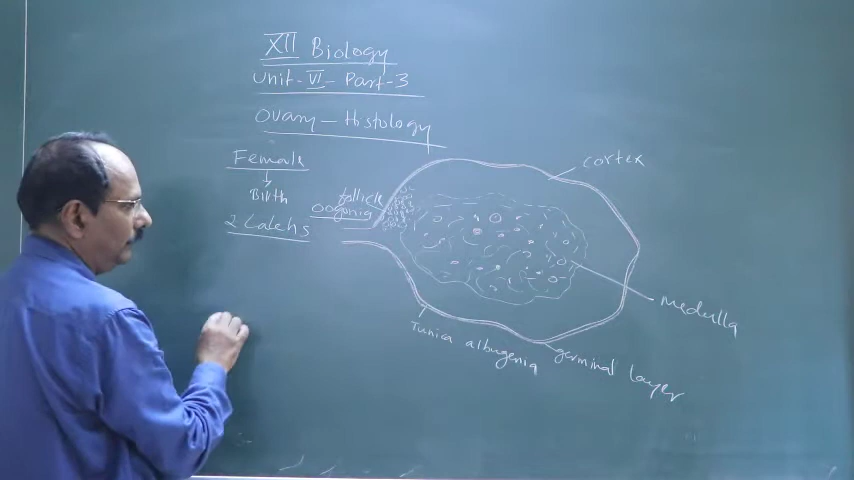 XII Biology
Unit-VI-Part-3
Ovary-Histology
Female
Birth
2 Lakhs
follicle
oogonia
cortex
medulla
Tunica albugenia
germinal layer